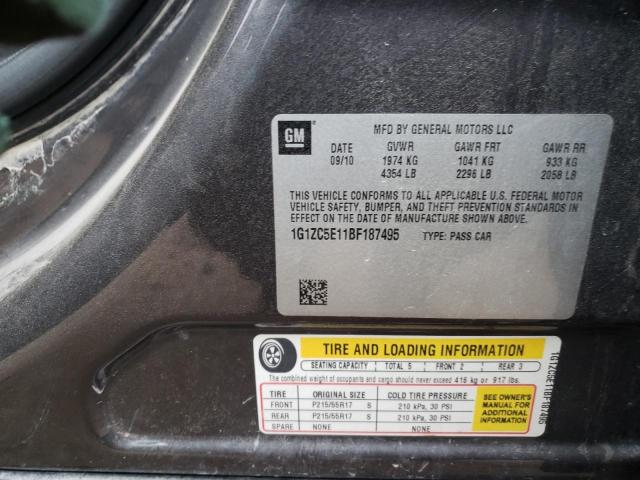 GM
MFD BY GENERAL MOTORS LLC
DATE GVWR GAWR FRT GAWR RR
09/10 1974 KG 1041 KG 933 KG
4354 LB 2296 LB 2058 LB
THIS VEHICLE CONFORMS TO ALL APPLICABLE U.S. FEDERAL MOTOR
VEHICLE SAFETY, BUMPER, AND THEFT PREVENTION STANDARDS IN
EFFECT ON THE DATE OF MANUFACTURE SHOWN ABOVE.
1G1ZC5E11BF187495 TYPE: PASS CAR
TIRE AND LOADING INFORMATION
SEATING CAPACITY TOTAL 5 FRONT 2 REAR 3
The combined weight of occupants and cargo should never exceed 416 kg or 917 lbs.
TIRE ORIGINAL SIZE COLD TIRE PRESSURE
FRONT P215/55R17 S 210 kPa, 30 PSI
REAR P215/55R17 S 210 kPa, 30 PSI
SPARE NONE NONE
SEE OWNER'S
MANUAL FOR
ADDITIONAL
INFORMATION
1G1ZC5E11BF187495